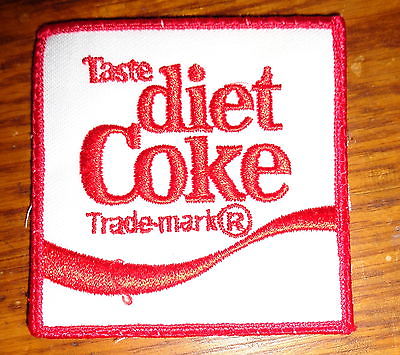 Taste
diet
Coke
Trade-mark®